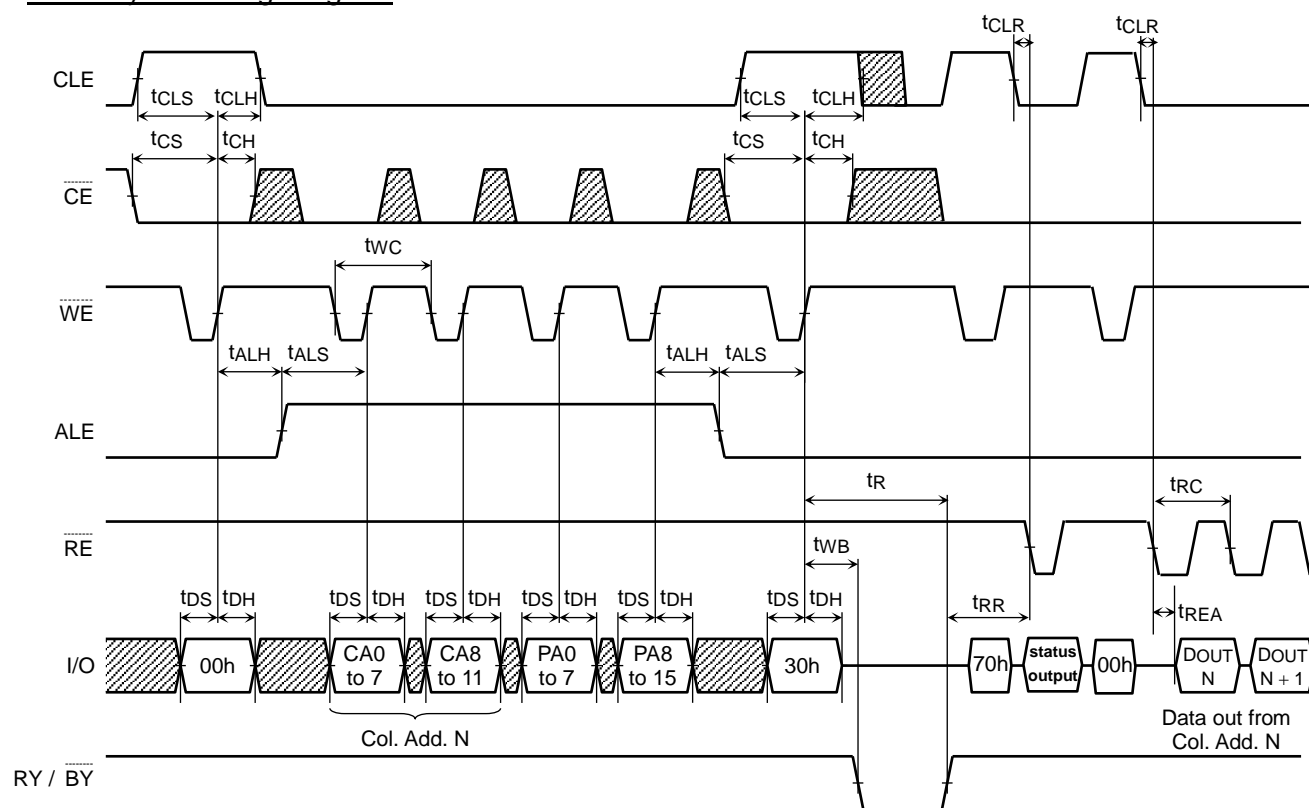 tCLR
tCLR
CLE
tCLS
tCLH
tCLS
tCLH
tCS
tCH
tCS
tCH
CE
tWC
WE
tALH
tALS
tALH
tALS
ALE
tR
tRC
RE
tWB
tDS
tDH
tDS
tDH
tDS
tDH
tDS
tDH
tDS
tDH
tDS
tDH
tRR
tREA
I/O
00h
CA0
to 7
CA8
to 11
PA0
to 7
PA8
to 15
30h
70h
status
output
00h
DOUT
N
DOUT
N + 1
Col. Add. N
Data out from
Col. Add. N
RY / BY